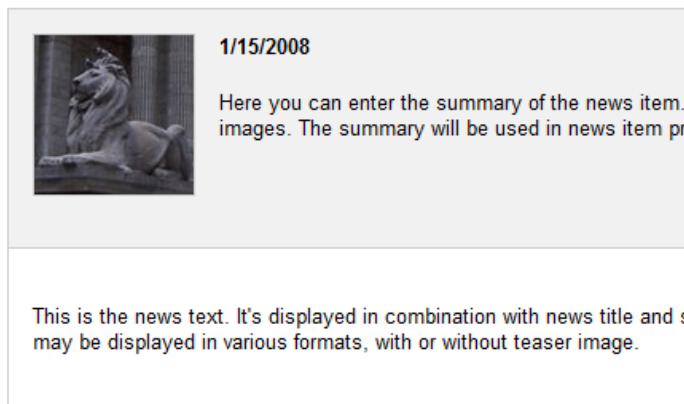 1/15/2008
Here you can enter the summary of the news item.
images. The summary will be used in news item
This is the news text. It's displayed in combination with news title and
may be displayed in various formats, with or without teaser image.